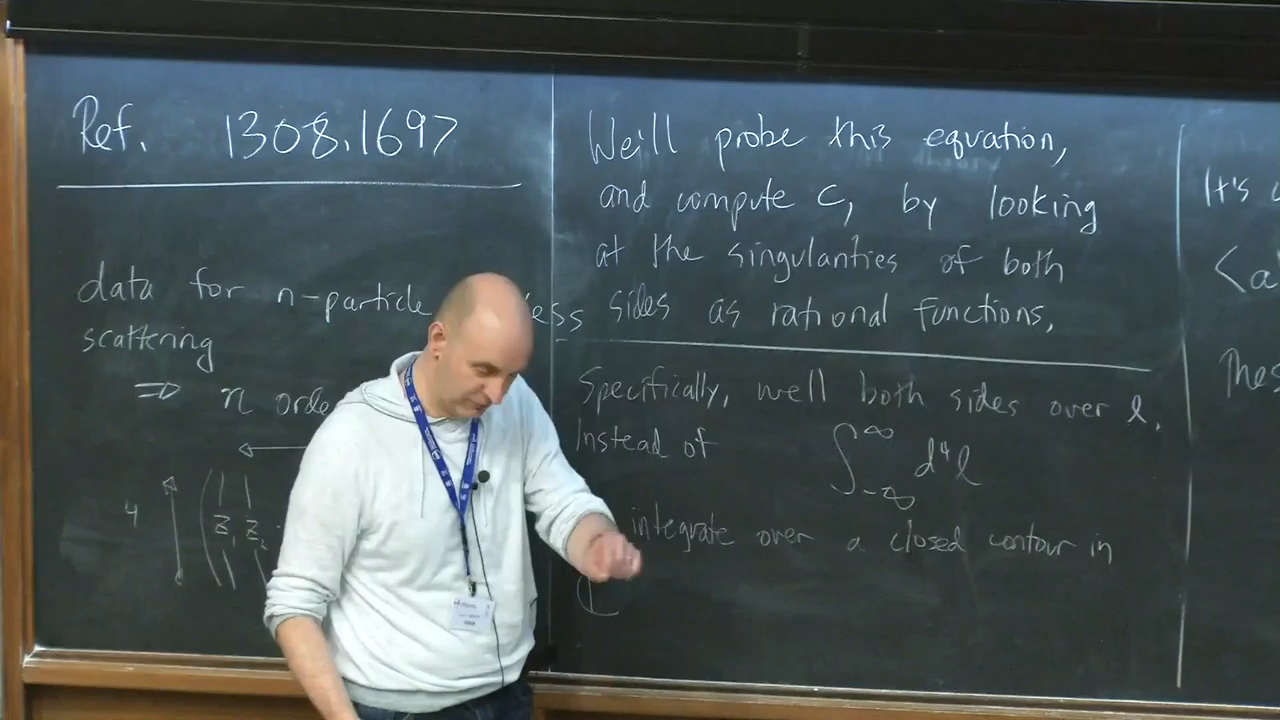 Ref. 1308.1697
data for n-particle ess
scattering
⇒ n orde
4 Z₁ Z₂
We'll probe this equation,
and compute C, by looking
at the singularities of both
sides as rational functions.
Specifically, we'll both sides over ℓ.
Instead of ∫_{-∞}^{∞} d⁴ℓ
integrate over a closed contour in
ℂ
It's
<a
Thes